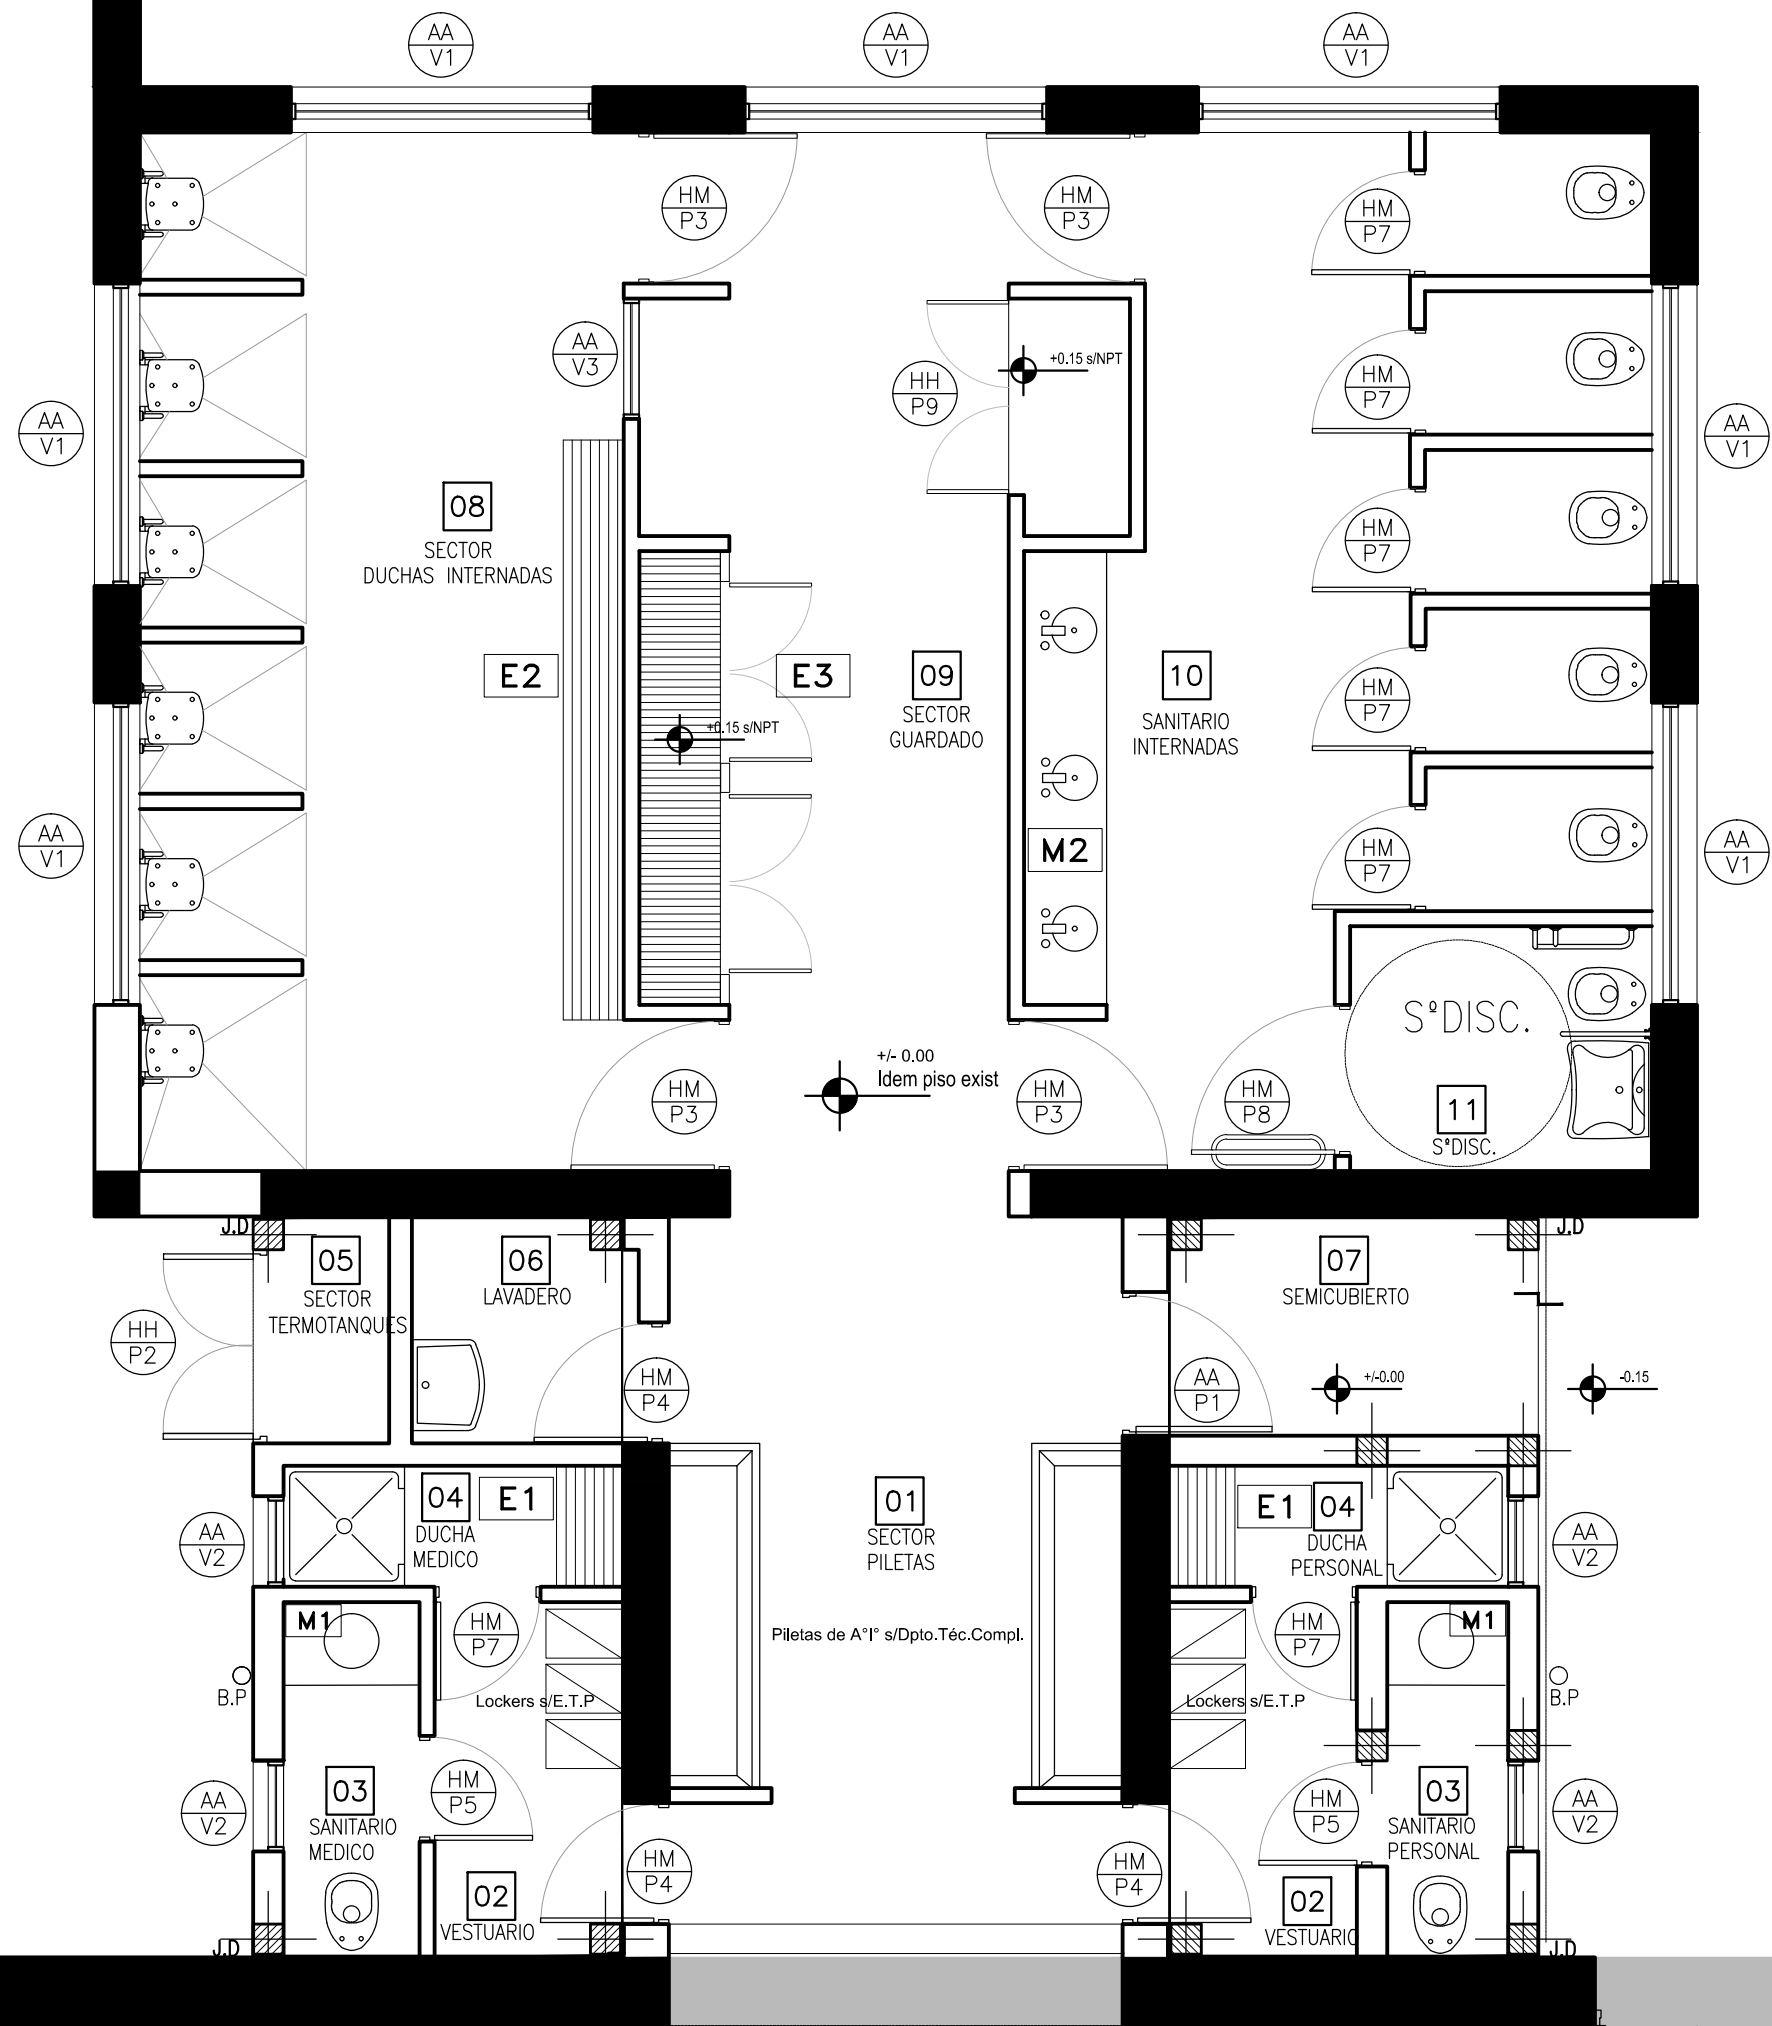 AA
V1
AA
V1
AA
V1
HM
P3
HM
P3
HM
P7
AA
V3
+0.15 s/NPT
HH
P9
HM
P7
AA
V1
AA
V1
08
SECTOR
DUCHAS INTERNADAS
HM
P7
E2
E3
09
SECTOR
GUARDADO
10
SANITARIO
INTERNADAS
HM
P7
+0.15 s/NPT
AA
V1
M2
HM
P7
AA
V1
SºDISC.
+/- 0.00
Idem piso exist
HM
P3
HM
P3
HM
P8
11
SºDISC.
J.D
J.D
05
SECTOR
TERMOTANQUES
06
LAVADERO
07
SEMICUBIERTO
HH
P2
HM
P4
AA
P1
+/-0.00
-0.15
04
DUCHA
MEDICO
E1
01
SECTOR
PILETAS
E1
04
DUCHA
PERSONAL
AA
V2
AA
V2
M1
HM
P7
Piletas de A°I° s/Dpto.Téc.Compl.
HM
P7
M1
B.P
Lockers s/E.T.P
Lockers s/E.T.P
B.P
03
SANITARIO
MEDICO
HM
P5
HM
P5
03
SANITARIO
PERSONAL
AA
V2
AA
V2
HM
P4
HM
P4
02
VESTUARIO
02
VESTUARIO
J.D
J.D